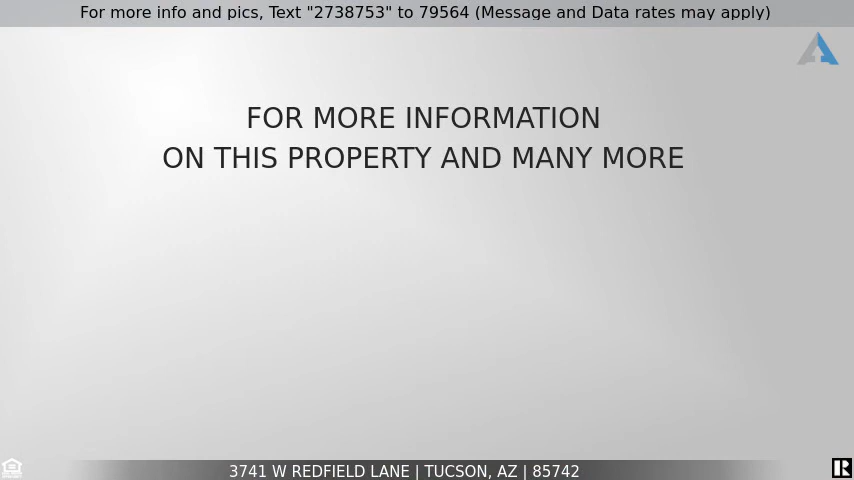 For more info and pics, Text "2738753" to 79564 (Message and Data rates may apply)
FOR MORE INFORMATION
ON THIS PROPERTY AND MANY MORE
3741 W REDFIELD LANE | TUCSON, AZ | 85742